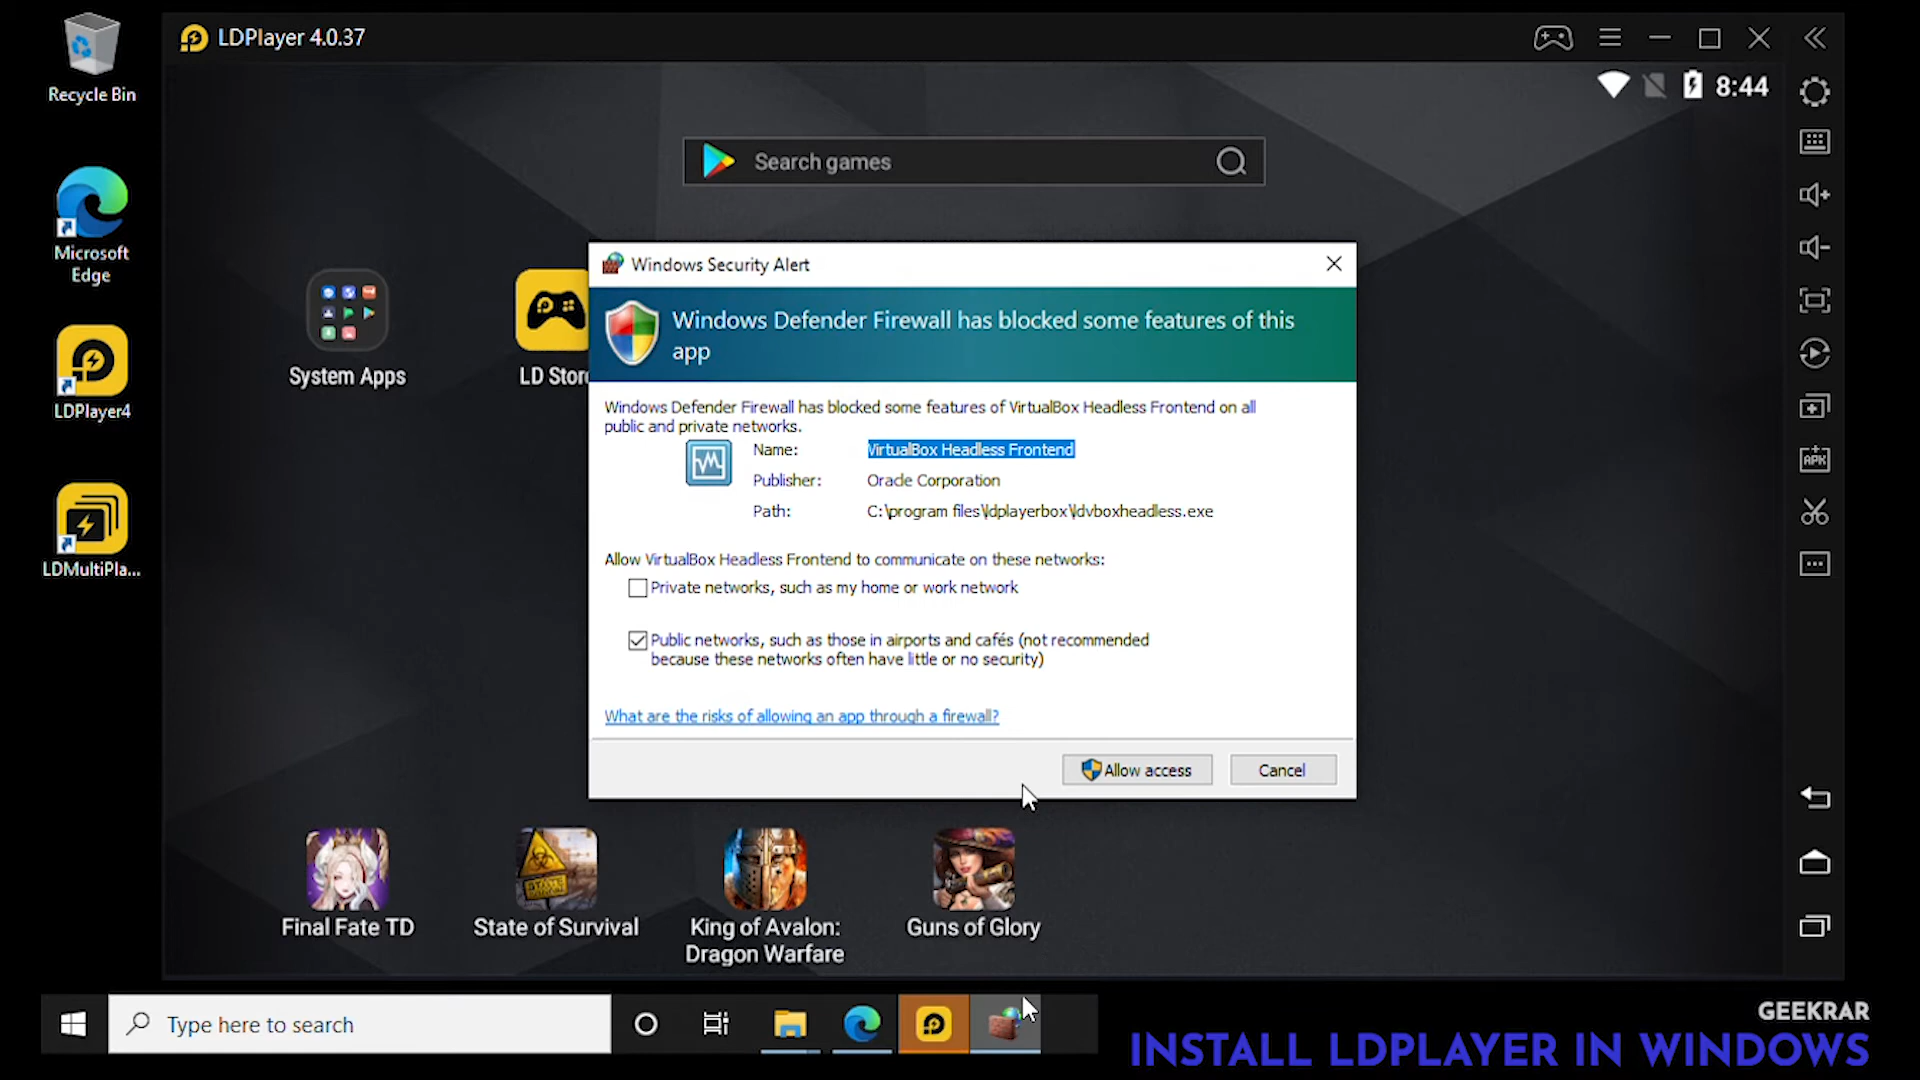 LDPlayer 4.0.37
8:44
Recycle Bin
Search games
Microsoft
Edge
System Apps
LD Store
LDPlayer4
LDMultiPla...
Windows Security Alert
Windows Defender Firewall has blocked some features of this
app
Windows Defender Firewall has blocked some features of VirtualBox Headless Frontend on all
public and private networks.
Name: VirtualBox Headless Frontend
Publisher: Oracle Corporation
Path: C:\program files\ldplayerbox\ldvboxheadless.exe
Allow VirtualBox Headless Frontend to communicate on these networks:
Private networks, such as my home or work network
Public networks, such as those in airports and cafés (not recommended
because these networks often have little or no security)
What are the risks of allowing an app through a firewall?
Allow access
Cancel
APK
Final Fate TD
State of Survival
King of Avalon:
Dragon Warfare
Guns of Glory
Type here to search
GEEKRAR
INSTALL LDPLAYER IN WINDOWS